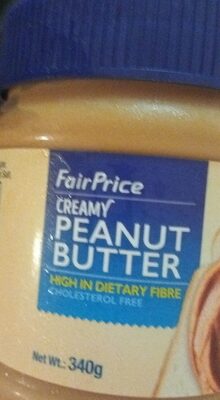 FairPrice
CREAMY
PEANUT
BUTTER
HIGH IN DIETARY FIBRE
CHOLESTEROL FREE
Net Wt.: 340g